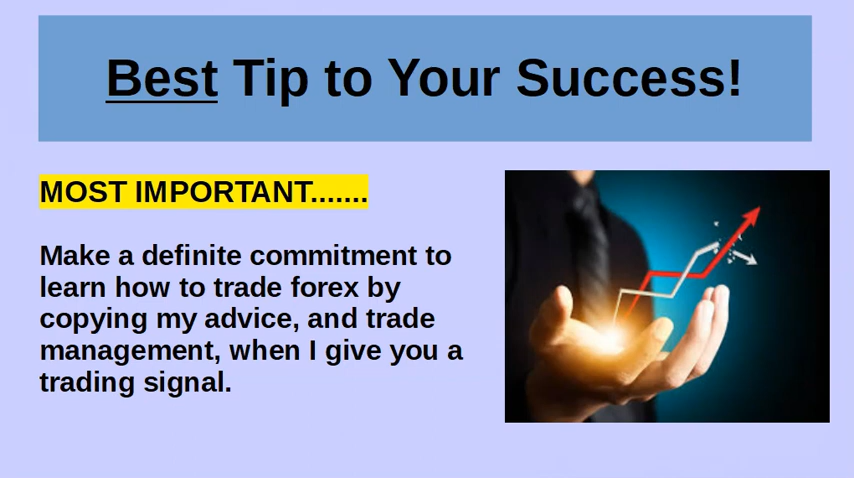 Best Tip to Your Success!
MOST IMPORTANT.......
Make a definite commitment to
learn how to trade forex by
copying my advice, and trade
management, when I give you a
trading signal.